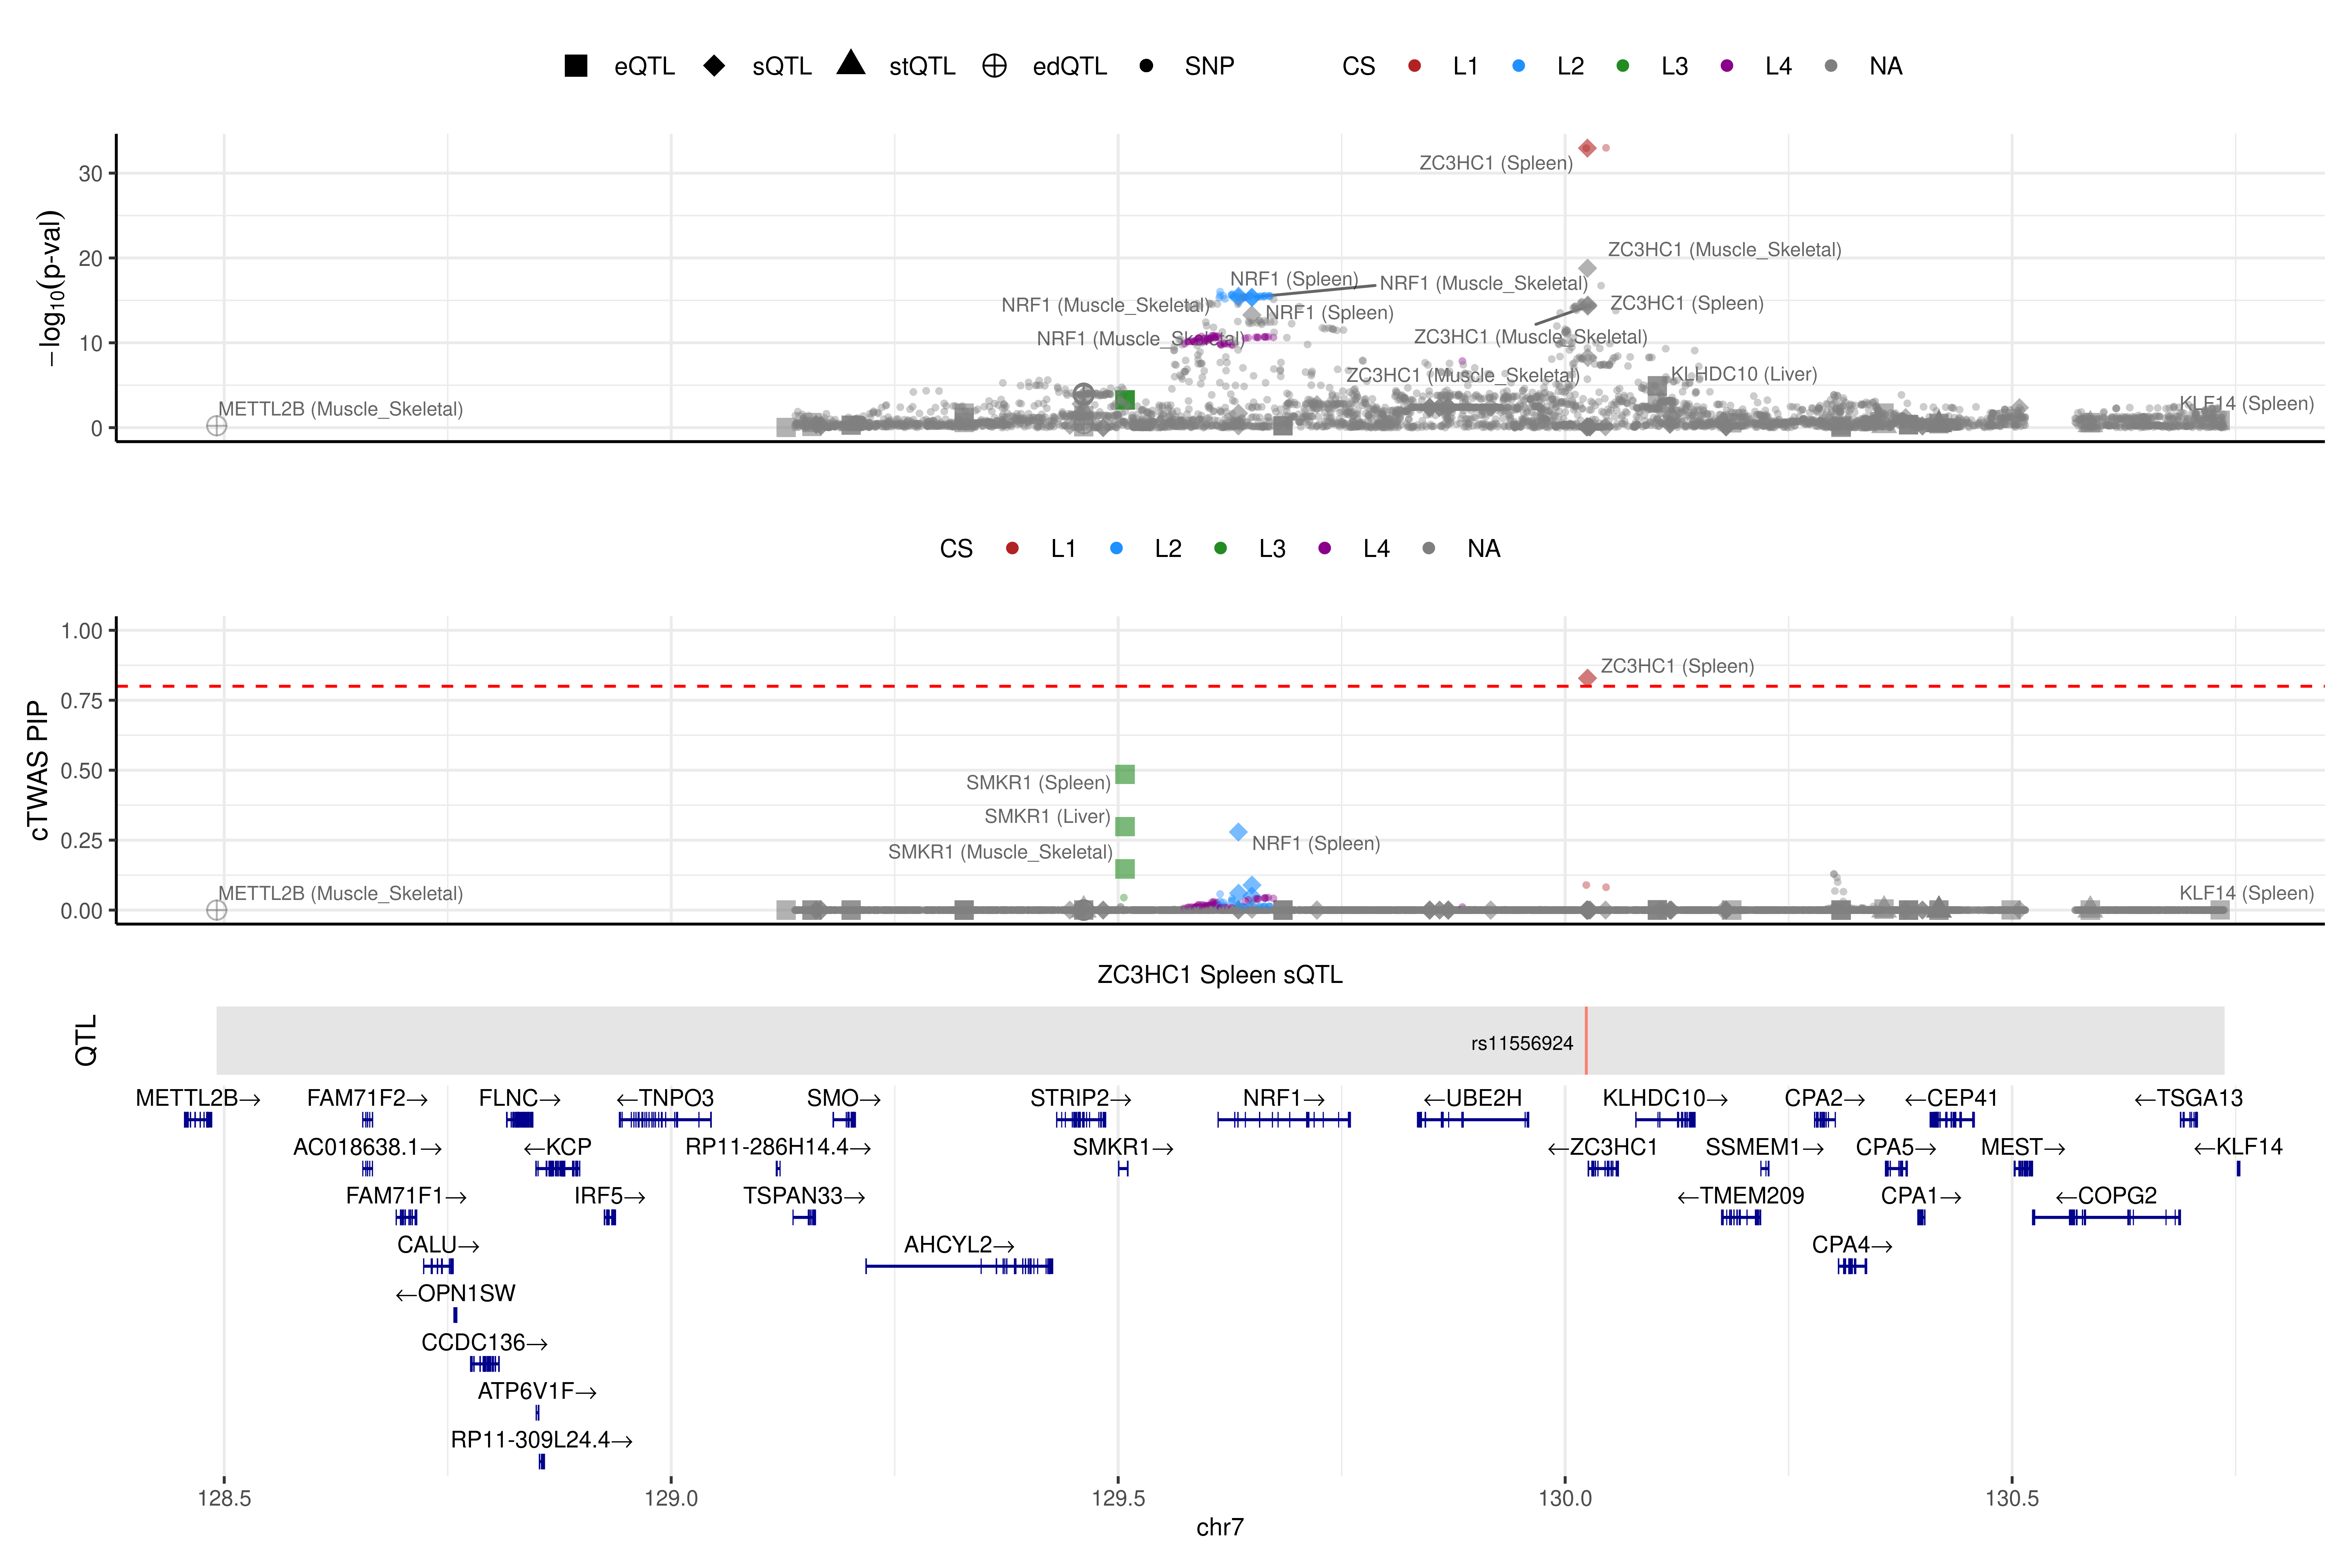 eQTL sQTL stQTL edQTL SNP CS L1 L2 L3 L4 NA
−log10(p-val)
30
20
10
0
ZC3HC1 (Spleen)
ZC3HC1 (Muscle_Skeletal)
NRF1 (Spleen)
NRF1 (Muscle_Skeletal)
NRF1 (Muscle_Skeletal)
ZC3HC1 (Spleen)
NRF1 (Spleen)
NRF1 (Muscle_Skeletal)
ZC3HC1 (Muscle_Skeletal)
ZC3HC1 (Muscle_Skeletal)
KLHDC10 (Liver)
METTL2B (Muscle_Skeletal)
KLF14 (Spleen)
CS L1 L2 L3 L4 NA
cTWAS PIP
1.00
0.75
0.50
0.25
0.00
ZC3HC1 (Spleen)
SMKR1 (Spleen)
SMKR1 (Liver)
NRF1 (Spleen)
SMKR1 (Muscle_Skeletal)
METTL2B (Muscle_Skeletal)
KLF14 (Spleen)
ZC3HC1 Spleen sQTL
QTL
rs11556924
METTL2B→ FAM71F2→ FLNC→ ←TNPO3 SMO→ STRIP2→ NRF1→ ←UBE2H KLHDC10→ CPA2→ ←CEP41 ←TSGA13
AC018638.1→ ←KCP RP11-286H14.4→ SMKR1→ ←ZC3HC1 SSMEM1→ CPA5→ MEST→ ←KLF14
FAM71F1→ IRF5→ TSPAN33→ ←TMEM209 CPA1→ ←COPG2
CALU→ AHCYL2→ CPA4→
←OPN1SW
CCDC136→
ATP6V1F→
RP11-309L24.4→
128.5 129.0 129.5 130.0 130.5
chr7